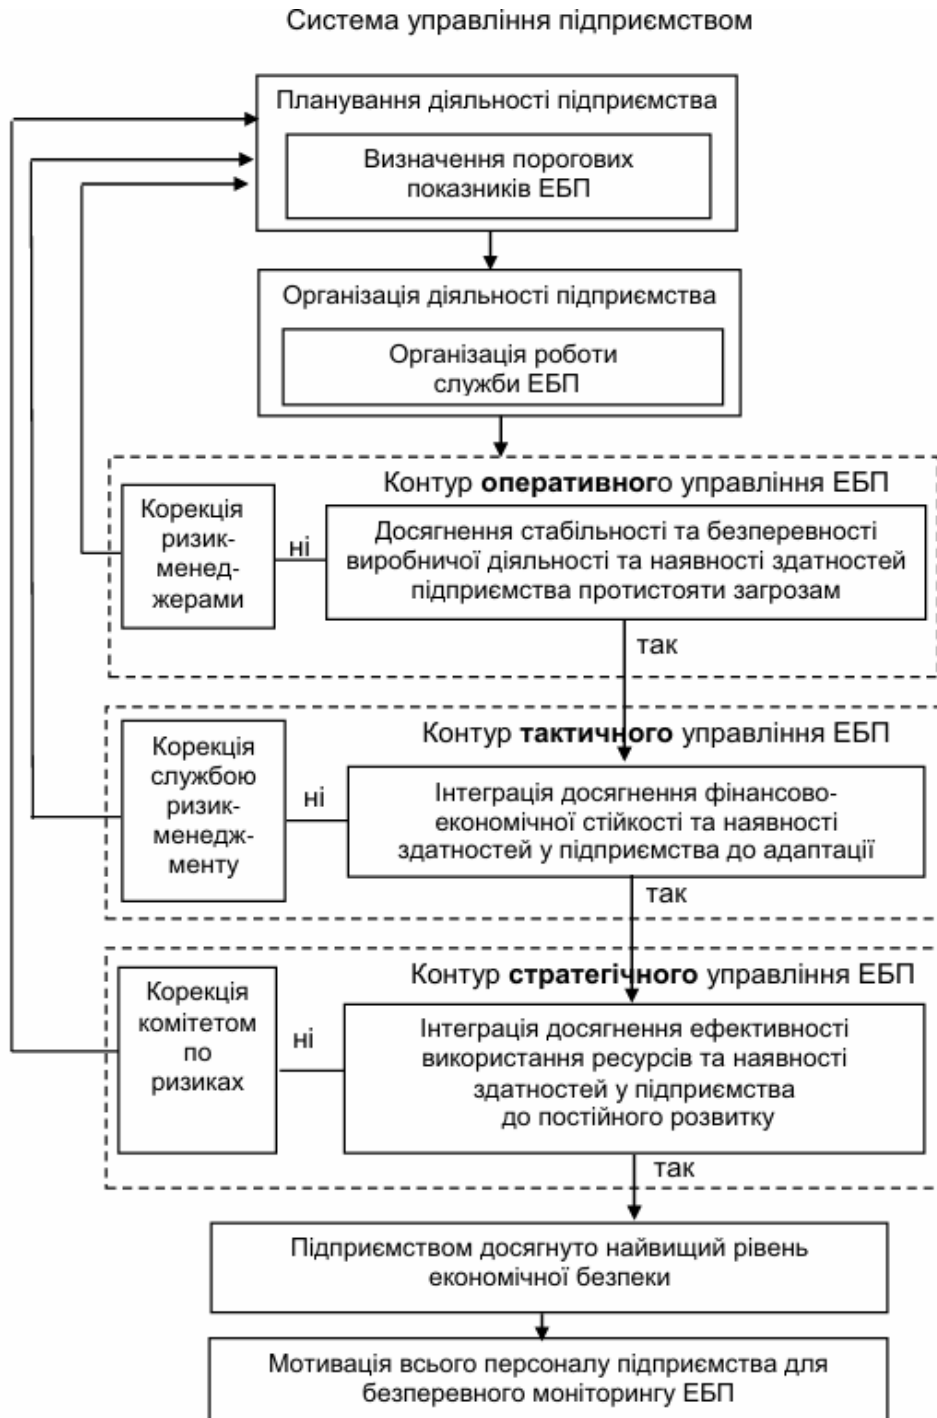 Система управління підприємством
Планування діяльності підприємства
Визначення порогових
показників ЕБП
Організація діяльності підприємства
Організація роботи
служби ЕБП
Контур оперативного управління ЕБП
Корекція
ризик-
менед-
жерами
ні
Досягнення стабільності та безперевності
виробничої діяльності та наявності здатностей
підприємства протистояти загрозам
так
Контур тактичного управління ЕБП
Корекція
службою
ризик-
менедж-
менту
ні
Інтеграція досягнення фінансово-
економічної стійкості та наявності
здатностей у підприємства до адаптації
так
Контур стратегічного управління ЕБП
Корекція
комітетом
по
ризиках
ні
Інтеграція досягнення ефективності
використання ресурсів та наявності
здатностей у підприємства
до постійного розвитку
так
Підприємством досягнуто найвищий рівень
економічної безпеки
Мотивація всього персоналу підприємства для
безперевного моніторингу ЕБП